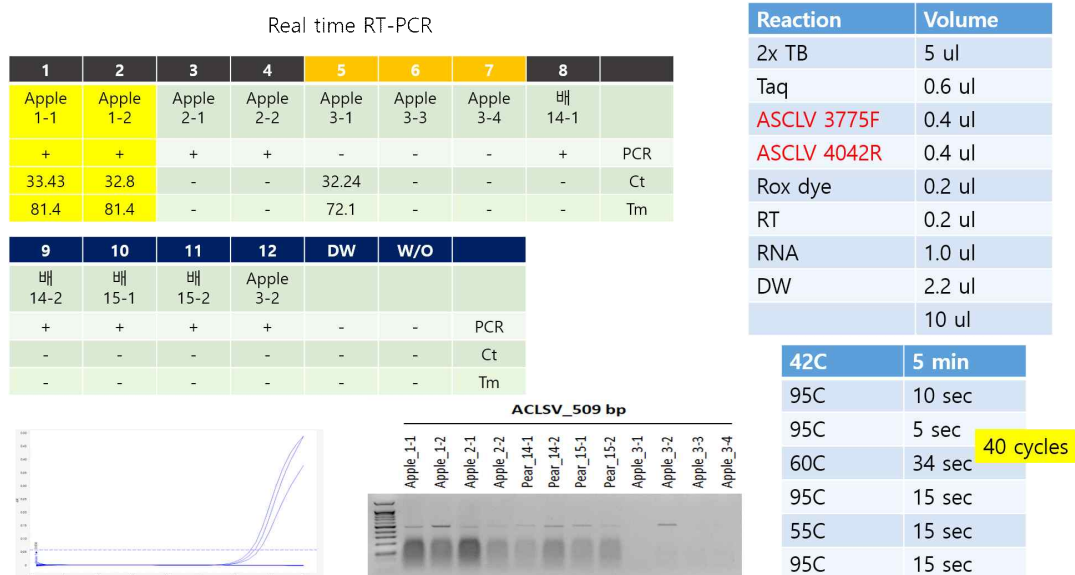 Real time RT-PCR
1 2 3 4 5 6 7 8
Apple 1-1 Apple 1-2 Apple 2-1 Apple 2-2 Apple 3-1 Apple 3-3 Apple 3-4 배 14-1
+ + + + - - - + PCR
33.43 32.8 - - 32.24 - - - Ct
81.4 81.4 - - 72.1 - - - Tm
9 10 11 12 DW W/O
배 14-2 배 15-1 배 15-2 Apple 3-2
+ + + + - - PCR
- - - - - - Ct
- - - - - - Tm
ACLSV_509 bp
Apple_1-1 Apple_1-2 Apple_2-1 Apple_2-2 Pear_14-1 Pear_14-2 Pear_15-1 Pear_15-2 Apple_3-1 Apple_3-2 Apple_3-3 Apple_3-4
Reaction Volume
2x TB 5 ul
Taq 0.6 ul
ASCLV 3775F 0.4 ul
ASCLV 4042R 0.4 ul
Rox dye 0.2 ul
RT 0.2 ul
RNA 1.0 ul
DW 2.2 ul
10 ul
42C 5 min
95C 10 sec
95C 5 sec
40 cycles
60C 34 sec
95C 15 sec
55C 15 sec
95C 15 sec